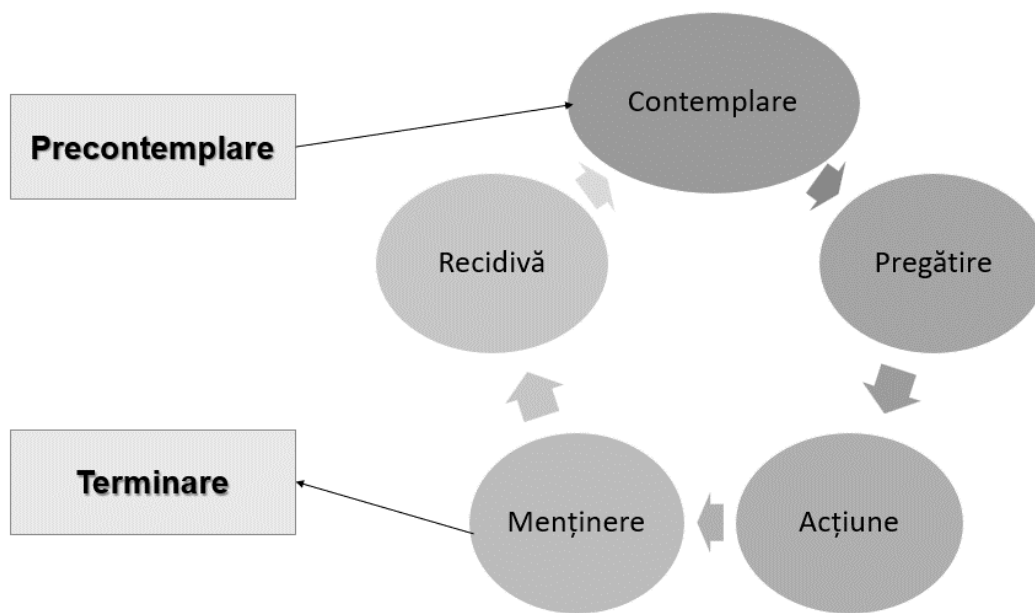 Contemplare
Precontemplare
Recidivă
Pregătire
Terminare
Menținere
Acțiune